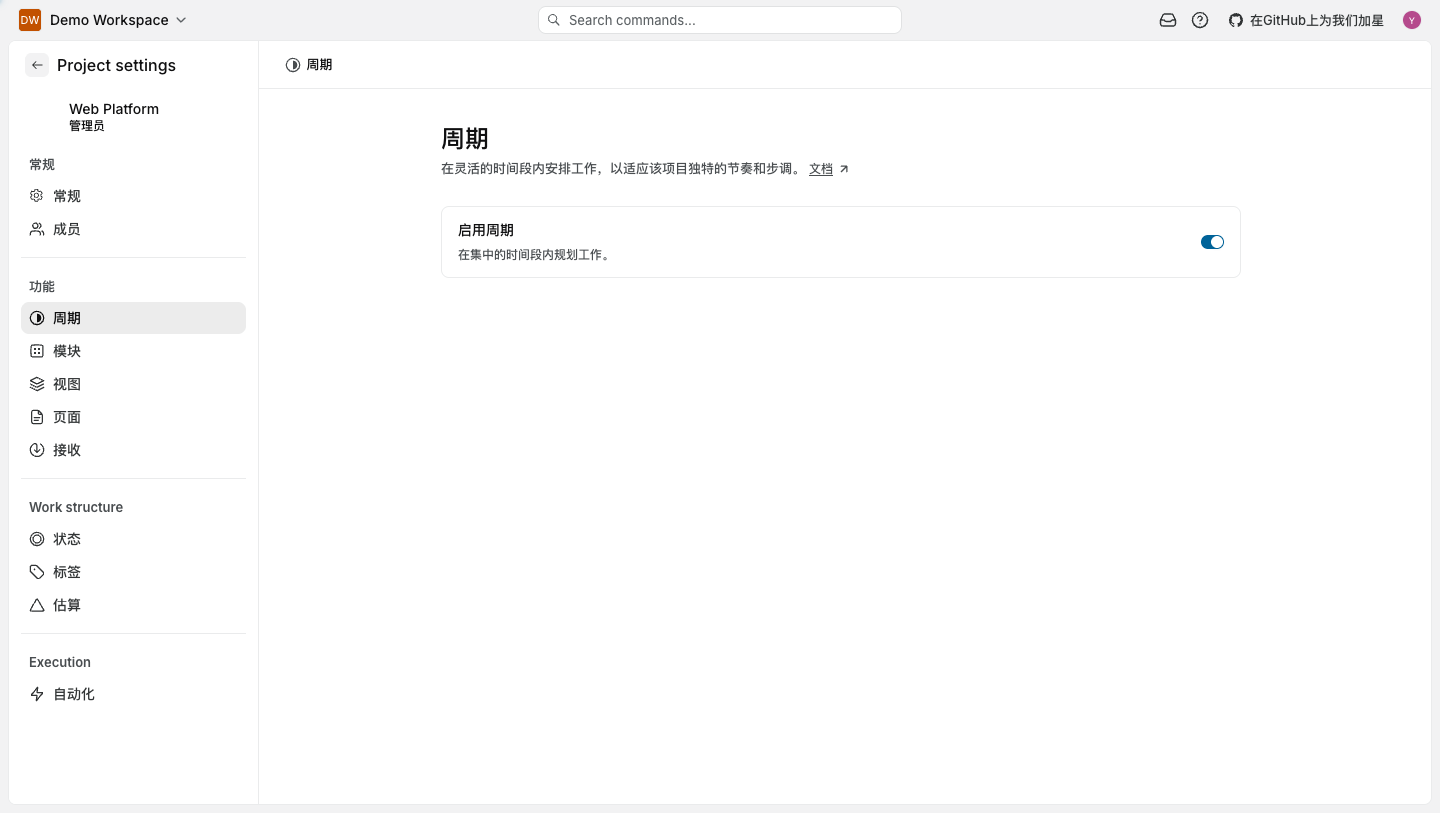 DW Demo Workspace
Search commands...
在GitHub上为我们加星
Y
Project settings
Web Platform
管理员
常规
常规
成员
功能
周期
模块
视图
页面
接收
Work structure
状态
标签
估算
Execution
自动化
周期
周期
在灵活的时间段内安排工作，以适应该项目独特的节奏和步调。 文档
启用周期
在集中的时间段内规划工作。